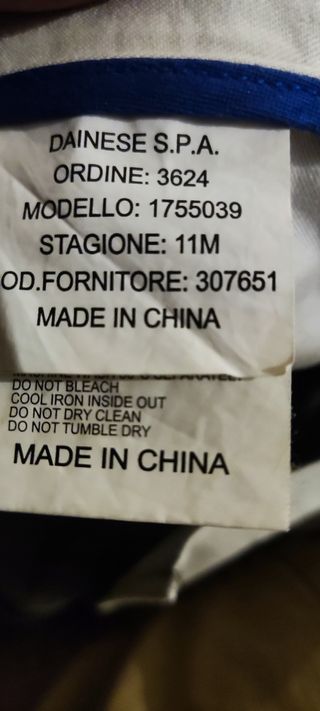 DAINESE S.P.A.
ORDINE: 3624
MODELLO: 1755039
STAGIONE: 11M
OD.FORNITORE: 307651
MADE IN CHINA
DO NOT BLEACH
COOL IRON INSIDE OUT
DO NOT DRY CLEAN
DO NOT TUMBLE DRY
MADE IN CHINA